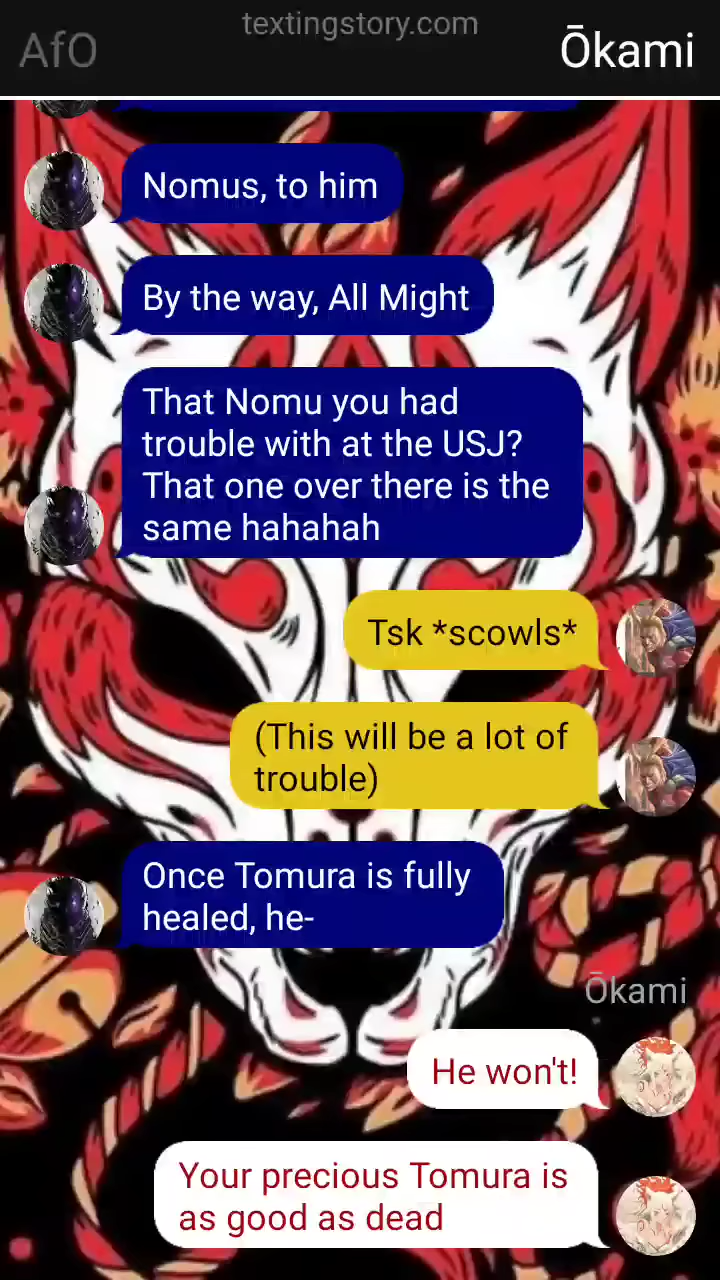 textingstory.com
AfO
Ōkami
Nomus, to him
By the way, All Might
That Nomu you had
trouble with at the USJ?
That one over there is the
same hahahah
Tsk *scowls*
(This will be a lot of
trouble)
Once Tomura is fully
healed, he-
Ōkami
He won't!
Your precious Tomura is
as good as dead